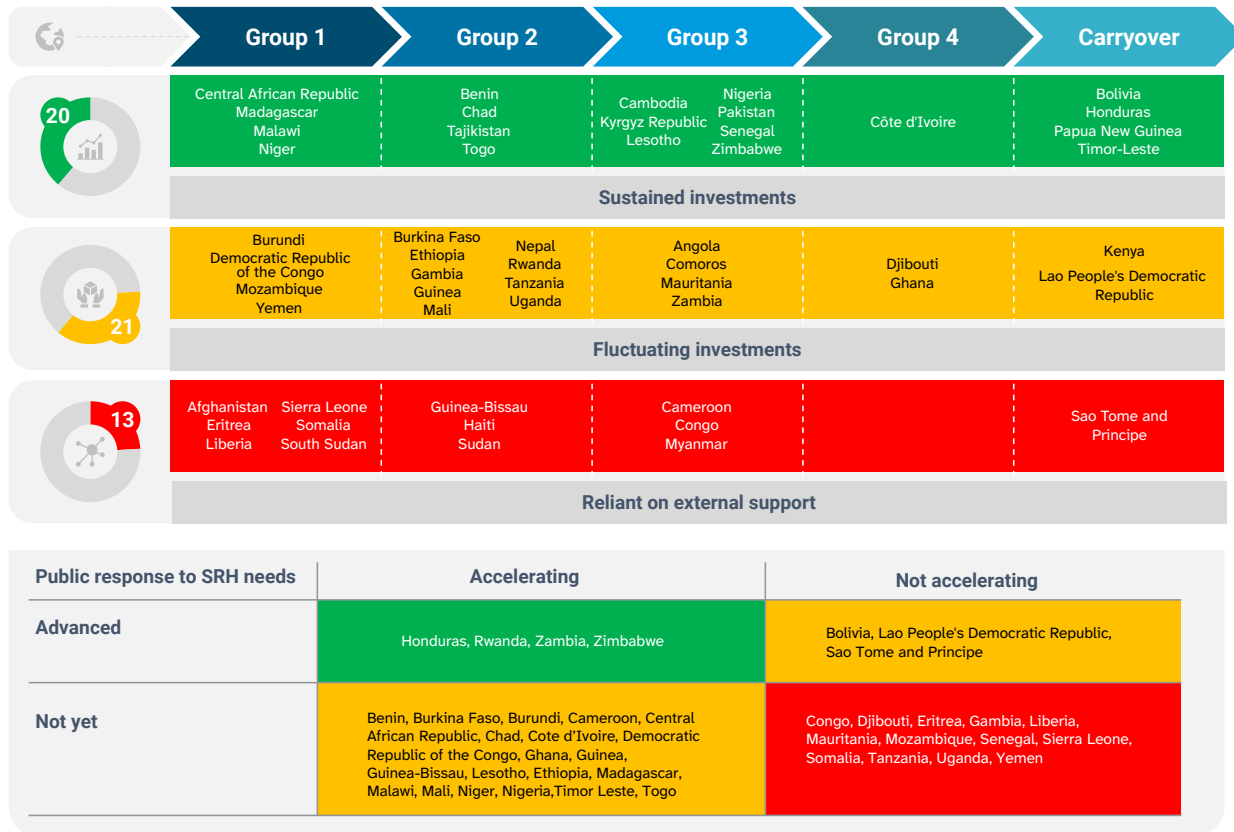 Group 1
Group 2
Group 3
Group 4
Carryover
20
Central African Republic
Madagascar
Malawi
Niger
Benin
Chad
Tajikistan
Togo
Cambodia
Kyrgyz Republic
Lesotho
Nigeria
Pakistan
Senegal
Zimbabwe
Côte d'Ivoire
Bolivia
Honduras
Papua New Guinea
Timor-Leste
Sustained investments
21
Burundi
Democratic Republic
of the Congo
Mozambique
Yemen
Burkina Faso
Ethiopia
Gambia
Guinea
Mali
Nepal
Rwanda
Tanzania
Uganda
Angola
Comoros
Mauritania
Zambia
Djibouti
Ghana
Kenya
Lao People's Democratic
Republic
Fluctuating investments
13
Afghanistan
Eritrea
Liberia
Sierra Leone
Somalia
South Sudan
Guinea-Bissau
Haiti
Sudan
Cameroon
Congo
Myanmar
Sao Tome and
Principe
Reliant on external support
Public response to SRH needs
Accelerating
Not accelerating
Advanced
Honduras, Rwanda, Zambia, Zimbabwe
Bolivia, Lao People's Democratic Republic,
Sao Tome and Principe
Not yet
Benin, Burkina Faso, Burundi, Cameroon, Central
African Republic, Chad, Cote d'Ivoire, Democratic
Republic of the Congo, Ghana, Guinea,
Guinea-Bissau, Lesotho, Ethiopia, Madagascar,
Malawi, Mali, Niger, Nigeria,Timor Leste, Togo
Congo, Djibouti, Eritrea, Gambia, Liberia,
Mauritania, Mozambique, Senegal, Sierra Leone,
Somalia, Tanzania, Uganda, Yemen